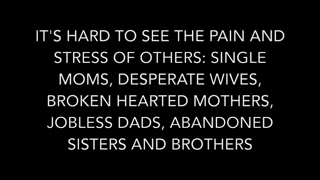 IT'S HARD TO SEE THE PAIN AND
STRESS OF OTHERS: SINGLE
MOMS, DESPERATE WIVES,
BROKEN HEARTED MOTHERS,
JOBLESS DADS, ABANDONED
SISTERS AND BROTHERS